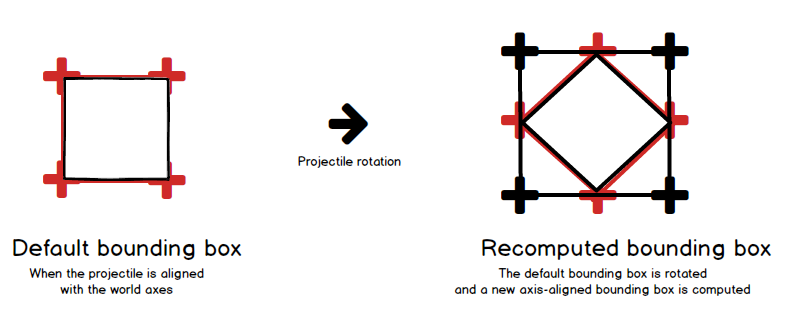 Projectile rotation
Default bounding box
When the projectile is aligned
with the world axes
Recomputed bounding box
The default bounding box is rotated
and a new axis-aligned bounding box is computed